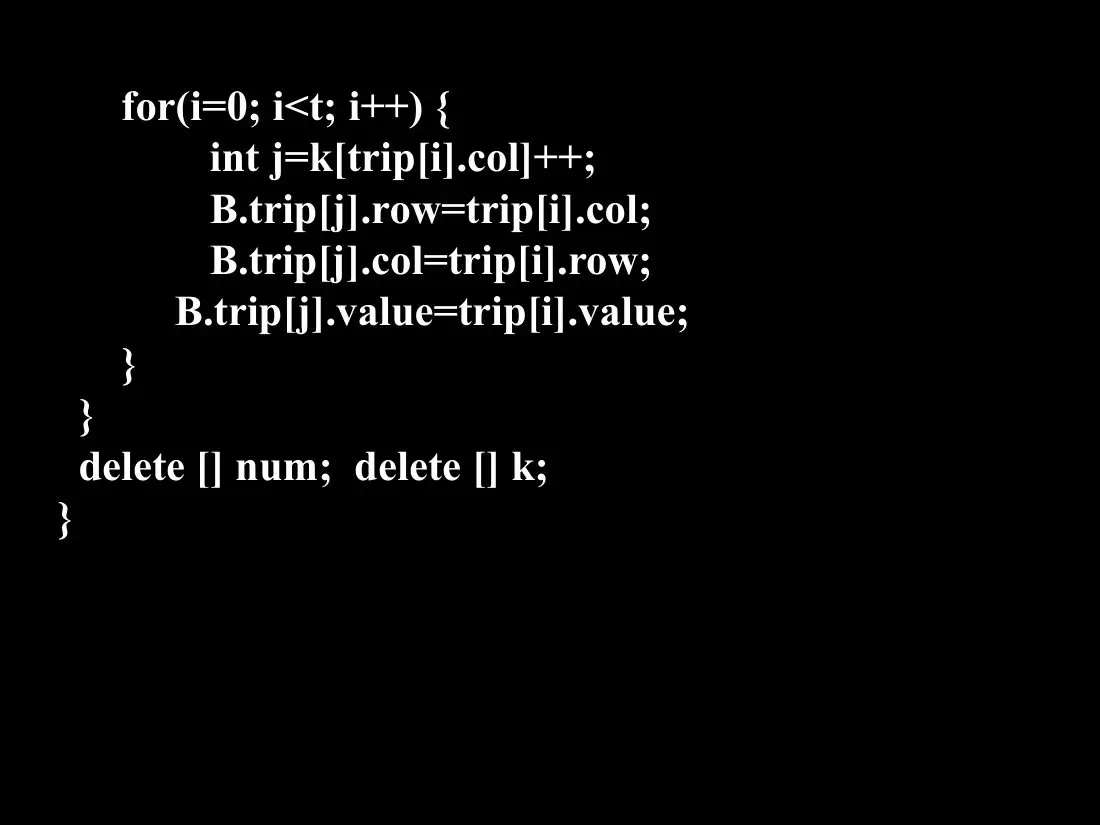 for(i=0; i<t; i++) {
int j=k[trip[i].col]++;
B.trip[j].row=trip[i].col;
B.trip[j].col=trip[i].row;
B.trip[j].value=trip[i].value;
}
}
delete [] num;  delete [] k;
}